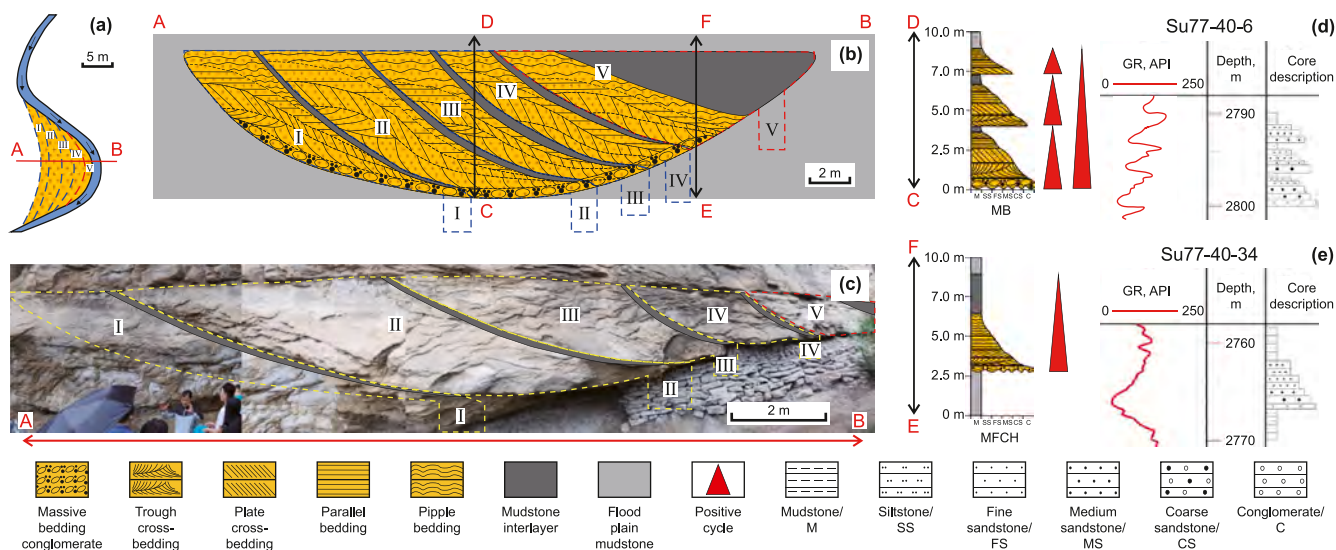 (a)
5 m
I
II
III
IV
V
A
B
A
D
F
B
(b)
I
II
III
IV
V
I
C
II
III
E
IV
V
2 m
(c)
I
II
III
IV
V
I
II
III
IV
2 m
A
B
D
C
10.0 m
7.0 m
5.0 m
2.5 m
0 m
M SS FS MS CS C
MB
Su77-40-6
(d)
GR, API
0
250
Depth,
m
Core
description
2790
2800
F
E
10.0 m
7.0 m
5.0 m
2.5 m
0 m
M SS FS MS CS C
MFCH
Su77-40-34
(e)
GR, API
0
250
Depth,
m
Core
description
2760
2770
Massive
bedding
conglomerate
Trough
cross-
bedding
Plate
cross-
bedding
Parallel
bedding
Pipple
bedding
Mudstone
interlayer
Flood
plain
mudstone
Positive
cycle
Mudstone/
M
Siltstone/
SS
Fine
sandstone/
FS
Medium
sandstone/
MS
Coarse
sandstone/
CS
Conglomerate/
C